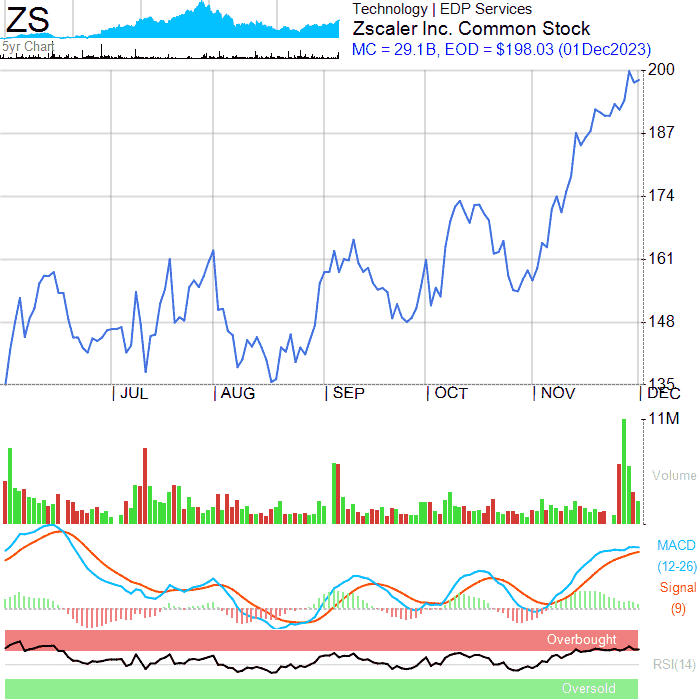 ZS
5yr Chart
Technology | EDP Services
Zscaler Inc. Common Stock
MC = 29.1B, EOD = $198.03 (01Dec2023)
200
187
174
161
148
135
| JUL | AUG | SEP | OCT | NOV | DEC
11M
Volume
MACD
(12-26)
Signal
(9)
Overbought
RSI(14)
Oversold